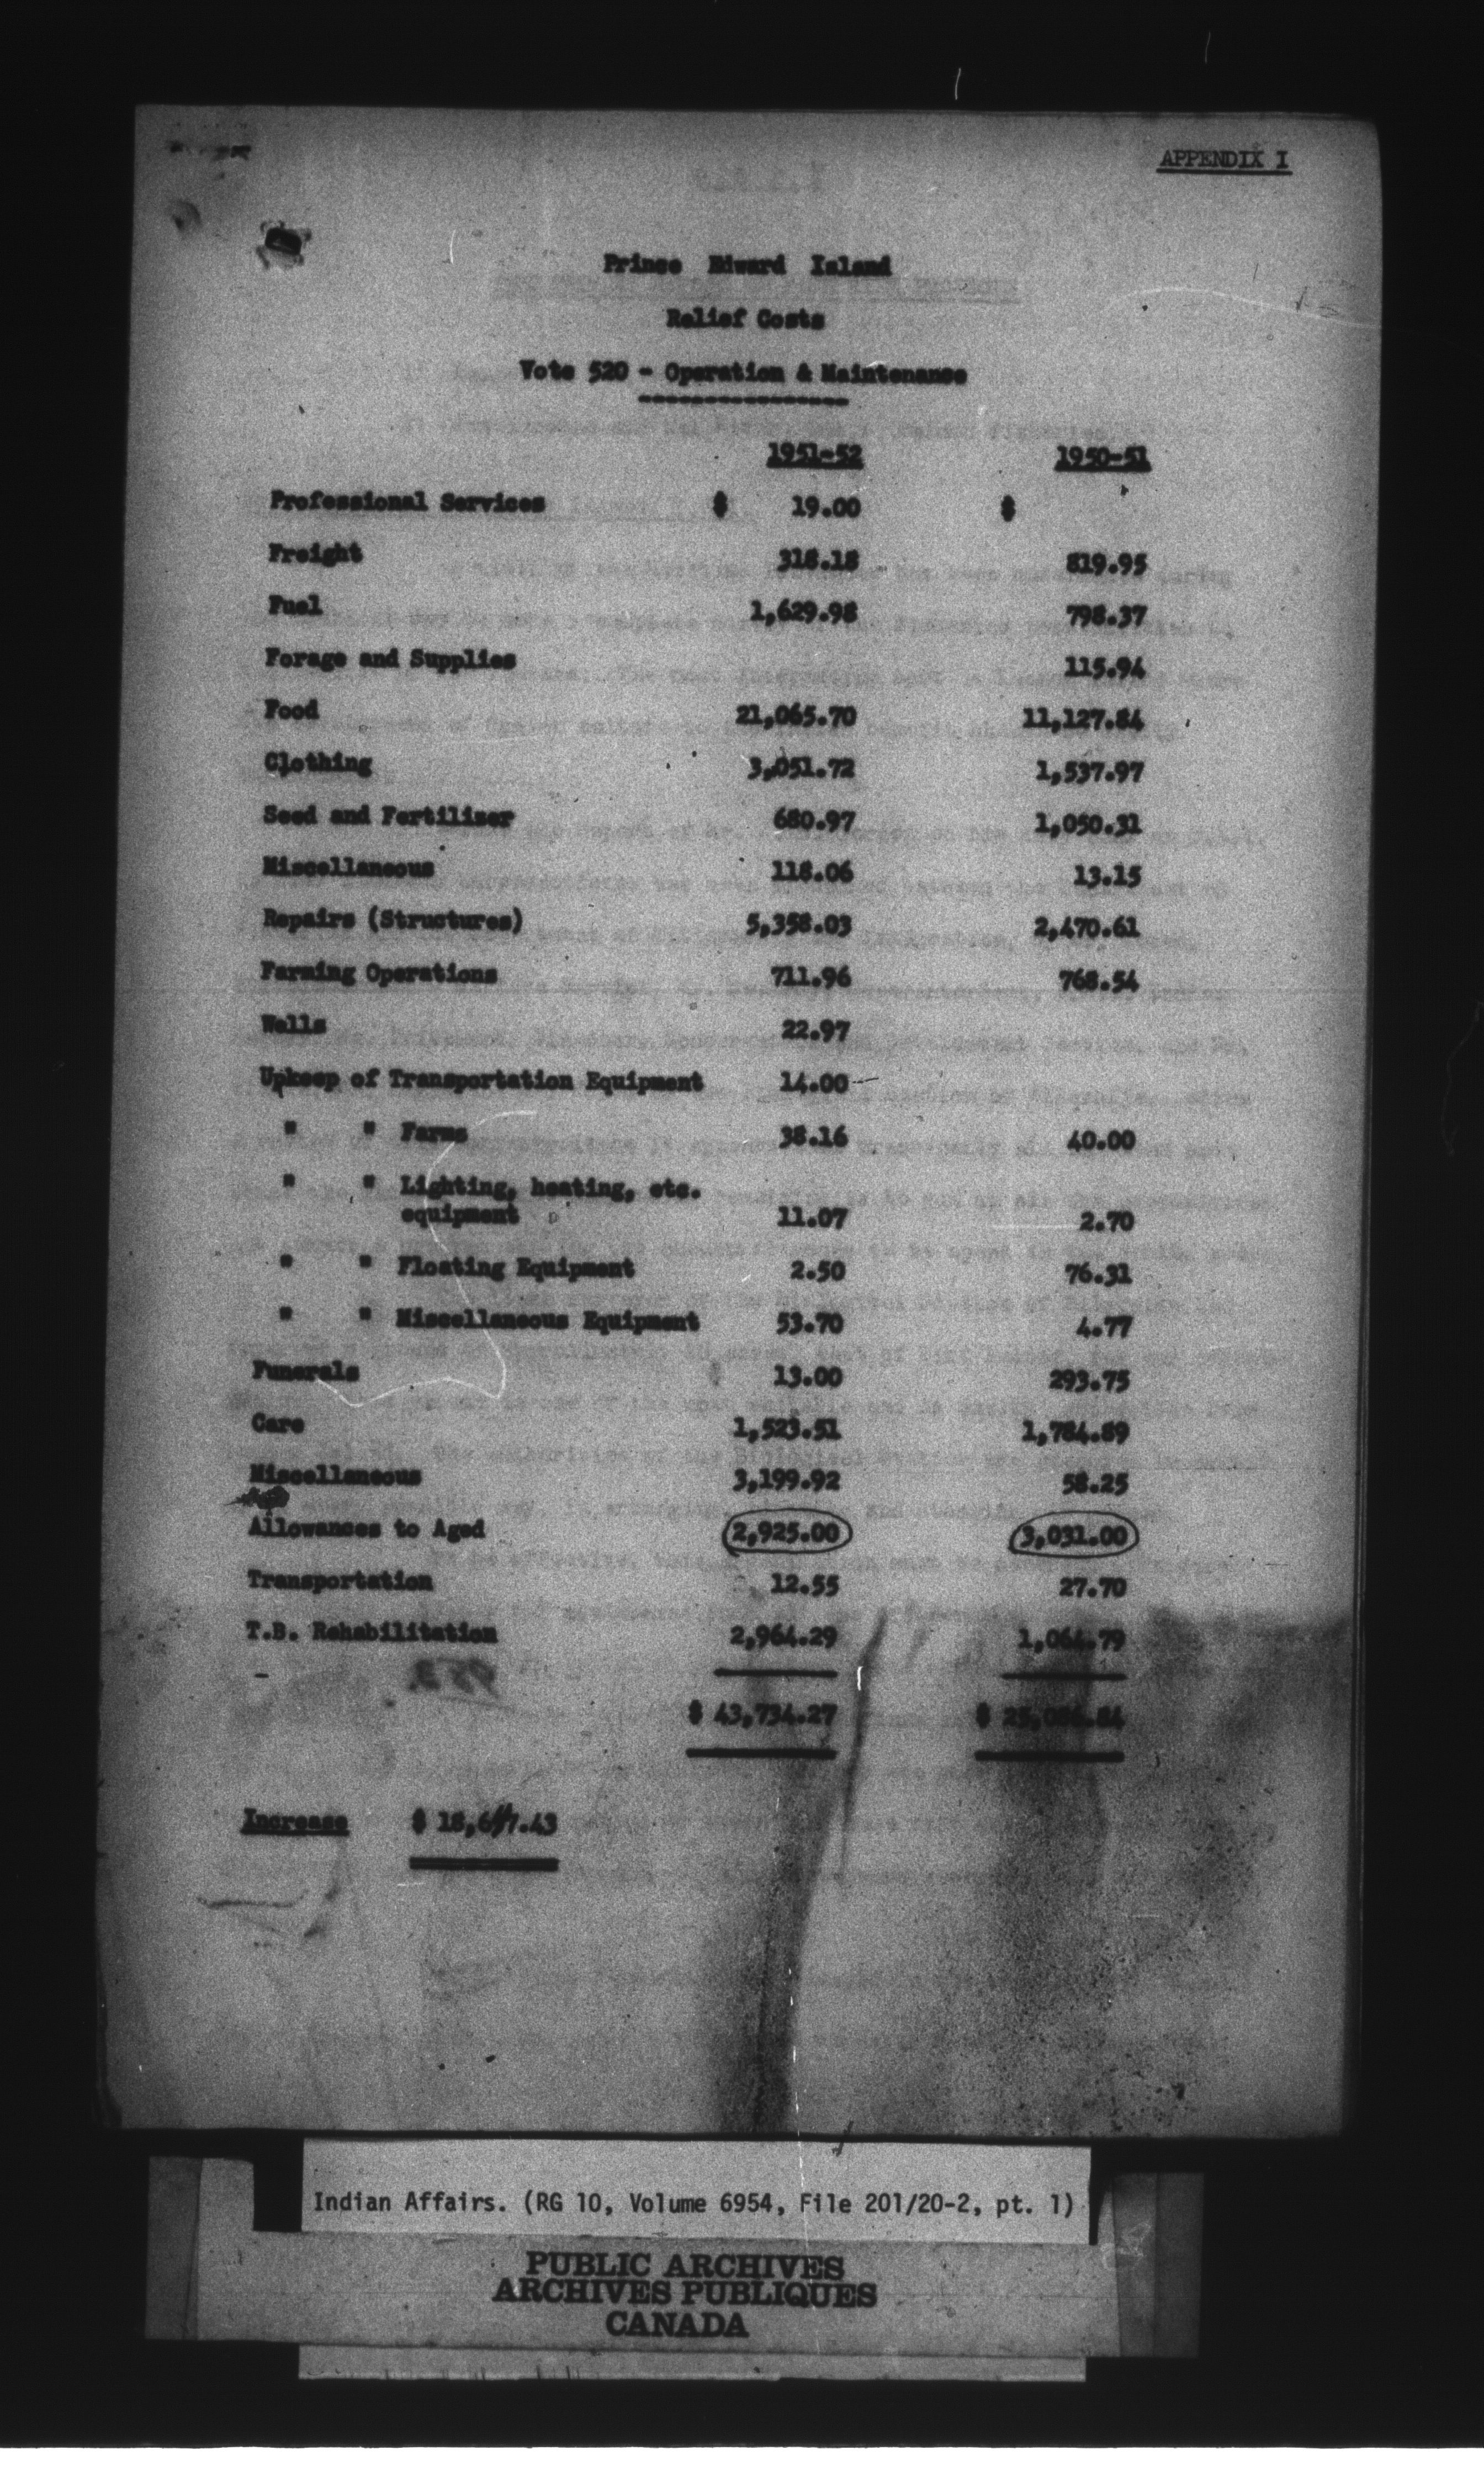 APPENDIX I
Prince Edward Island
Relief Costs
Vote 520 - Operation & Maintenance
1951-52 1950-51
Professional Services $ 19.00 $
Freight 318.18 819.95
Fuel 1,629.98 798.37
Forage and Supplies 115.94
Food 21,065.70 11,127.84
Clothing 3,051.72 1,537.97
Seed and Fertilizer 680.97 1,050.31
Miscellaneous 118.06 13.15
Repairs (Structures) 5,358.03 2,470.61
Farming Operations 711.96 768.54
Wells 22.97
Upkeep of Transportation Equipment 14.00
" " Farms 38.16 40.00
" " Lighting, heating, etc.
equipment 11.07 2.70
" " Floating Equipment 2.50 76.31
" " Miscellaneous Equipment 53.70 4.77
Funerals 13.00 293.75
Care 1,523.51 1,784.89
Miscellaneous 3,199.92 58.25
Allowances to Aged 2,925.00 3,031.00
Transportation 12.55 27.70
T.B. Rehabilitation 2,964.29 1,064.79
$ 43,734.27 $ 25,086.84
Increase $ 18,647.43
Indian Affairs. (RG 10, Volume 6954, File 201/20-2, pt. 1)
PUBLIC ARCHIVES
ARCHIVES PUBLIQUES
CANADA